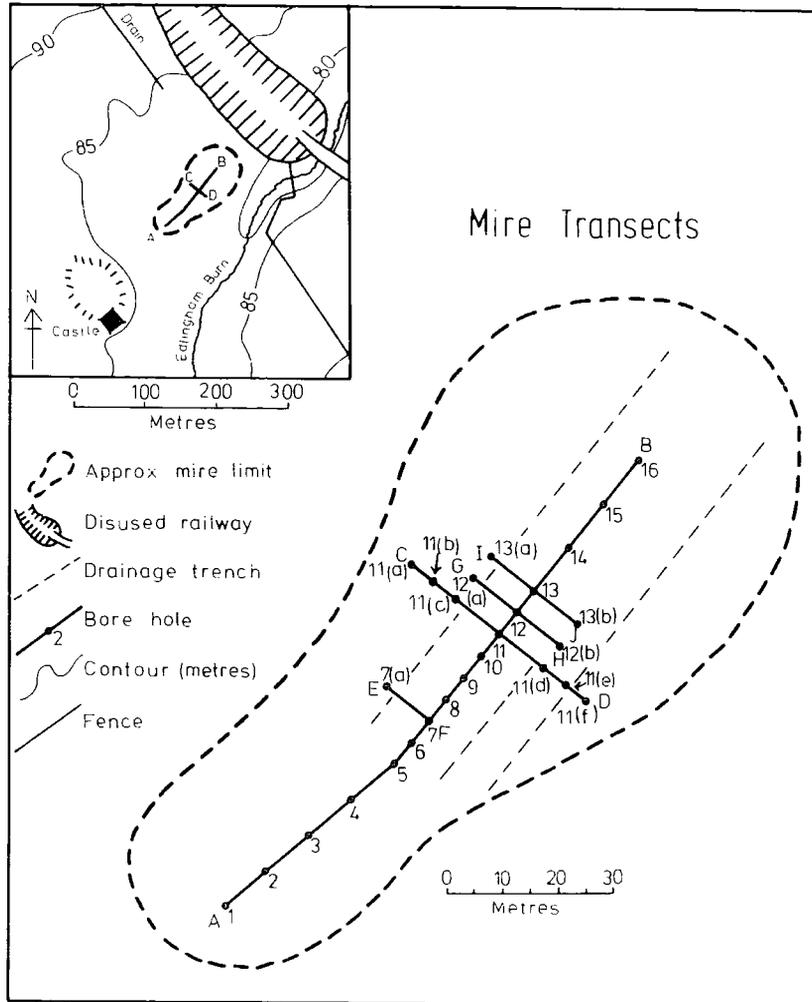 90
Drain
80
85
B
C
D
A
Edlingham Burn
85
N
Castle
0 100 200 300
Metres
Mire Transects
Approx mire limit
Disused railway
Drainage trench
2
Bore hole
Contour (metres)
Fence
B
16
15
14
I 13(a)
13
13(b)
J
C 11(b)
11(a)
G
12(a)
11(c)
12
H 12(b)
11
11(d)
11(e)
11(f) D
10
9
8
E 7(a)
7F
6
5
4
3
2
A 1
0 10 20 30
Metres